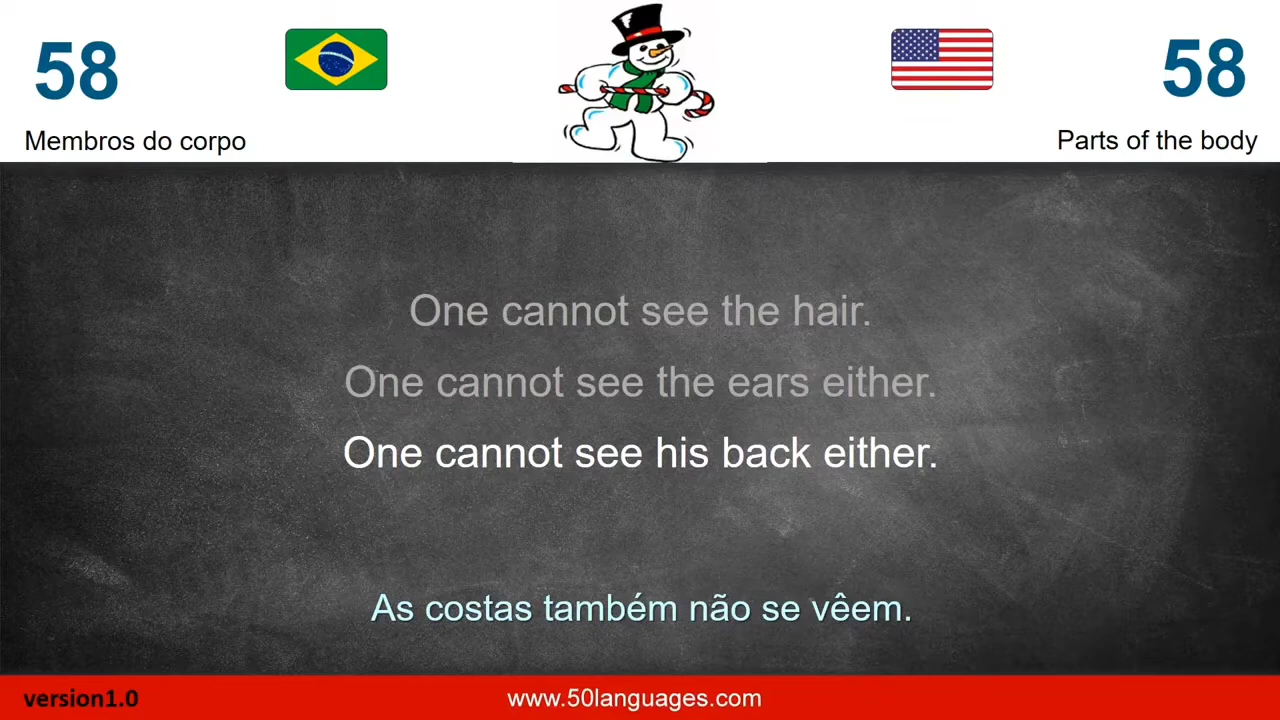 58
58
Membros do corpo
Parts of the body
One cannot see the hair.
One cannot see the ears either.
One cannot see his back either.
As costas também não se vêem.
version1.0
www.50languages.com